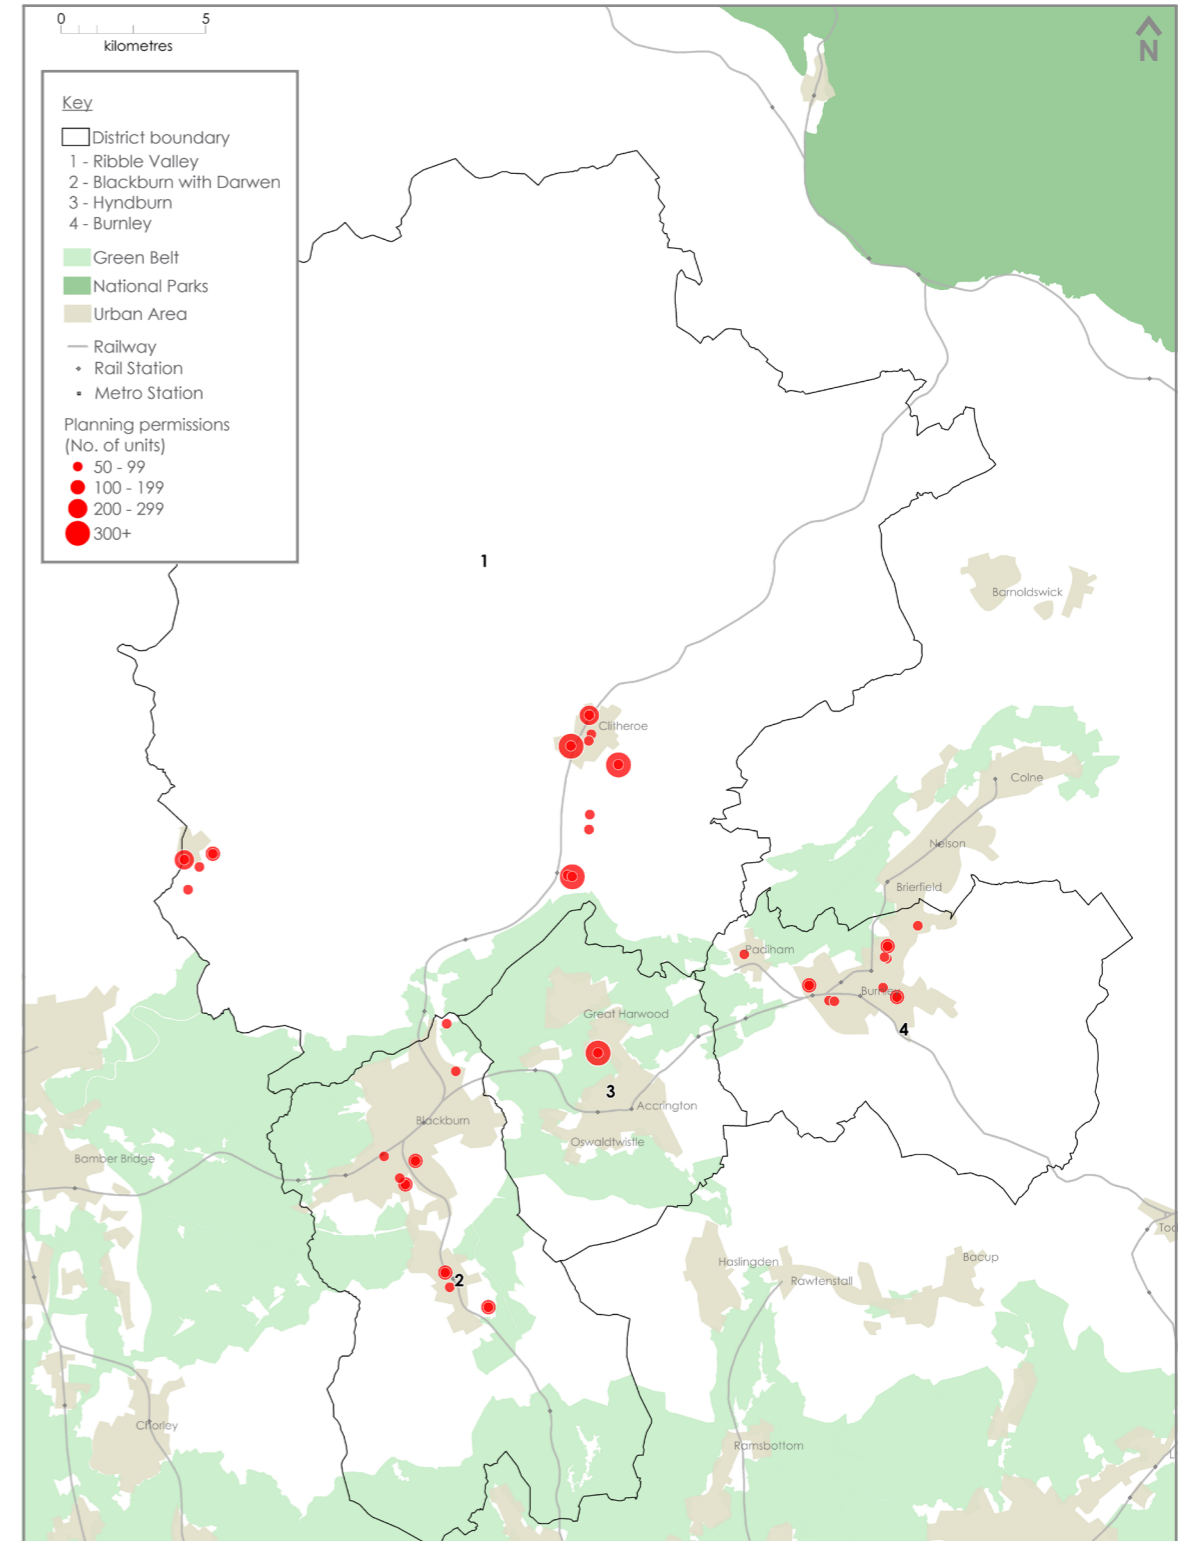 0 5
kilometres
N
Key
District boundary
1 - Ribble Valley
2 - Blackburn with Darwen
3 - Hyndburn
4 - Burnley
Green Belt
National Parks
Urban Area
Railway
Rail Station
Metro Station
Planning permissions
(No. of units)
50 - 99
100 - 199
200 - 299
300+
1
Barnoldswick
Clitheroe
Colne
Nelson
Brierfield
Padiham
Burnley
Great Harwood
4
3
Accrington
Blackburn
Oswaldtwistle
Bamber Bridge
Tod
Bacup
Haslingden
Rawtenstall
2
Chorley
Ramsbottom
L